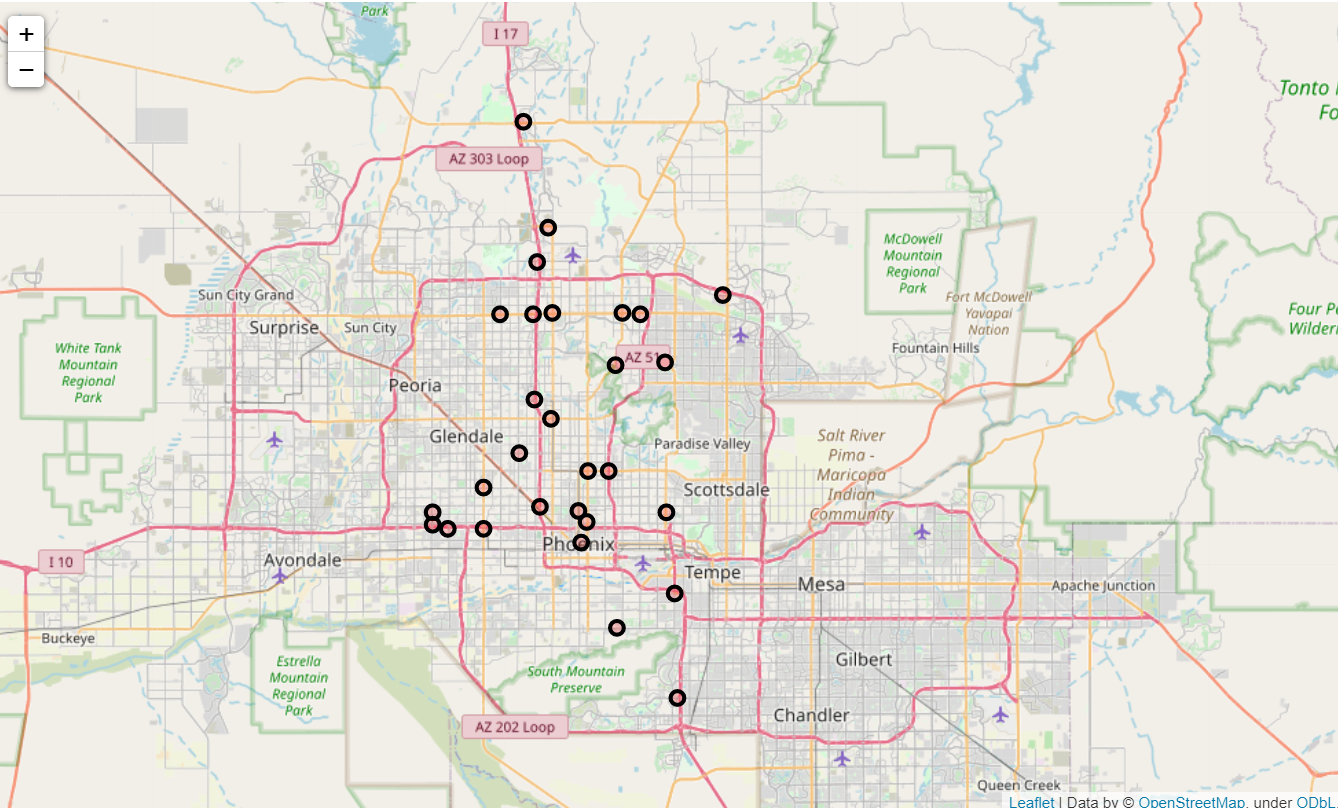 Park
+
−
I 17
Tonto
Fo
AZ 303 Loop
McDowell
Mountain
Regional
Park
Sun City Grand
Fort McDowell
Yavapai
Nation
Surprise
Sun City
Four P
Wilder
White Tank
Mountain
Regional
Park
AZ 51
Fountain Hills
Peoria
Glendale
Paradise Valley
Salt River
Pima -
Maricopa
Indian
Community
Scottsdale
I 10
Avondale
Phoenix
Tempe
Mesa
Apache Junction
Buckeye
Estrella
Mountain
Regional
Park
South Mountain
Preserve
Gilbert
AZ 202 Loop
Chandler
Queen Creek
Leaflet | Data by © OpenStreetMap, under ODbL